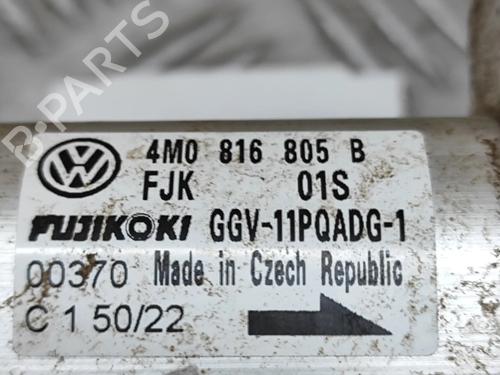 B-PARTS
4M0 816 805 B
FJK 01S
FUJIKOKI GGV-11PQADG-1
00370 Made in Czech Republic
C 1 50/22